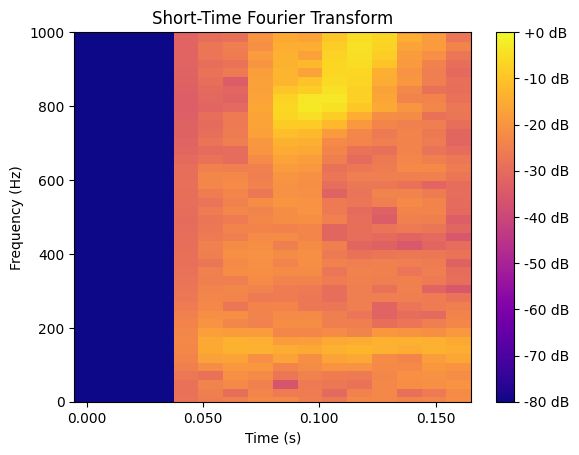 Short-Time Fourier Transform
1000
800
600
400
200
0
Frequency (Hz)
0.000
0.050
0.100
0.150
Time (s)
+0 dB
-10 dB
-20 dB
-30 dB
-40 dB
-50 dB
-60 dB
-70 dB
-80 dB